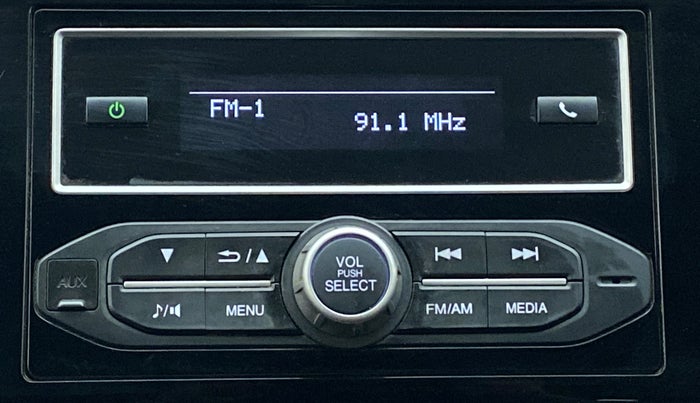 FM-1
91.1 MHz
AUX
VOL
PUSH
SELECT
MENU
FM/AM
MEDIA